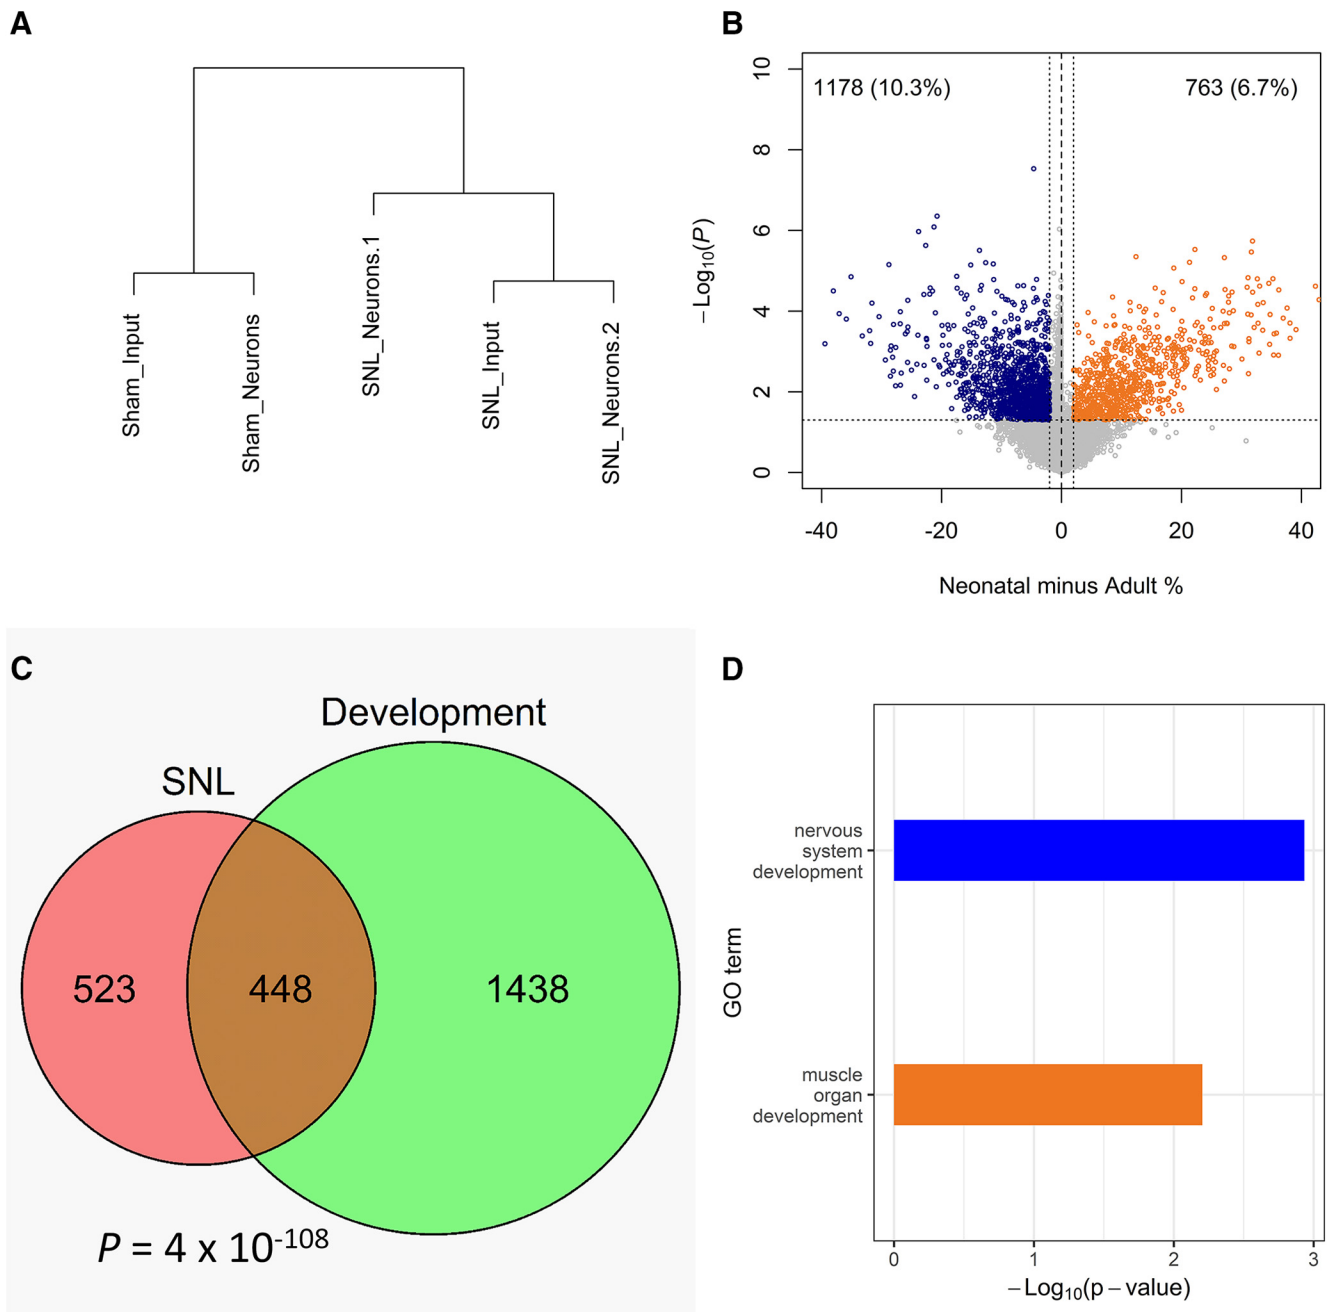 A
Sham_Input
Sham_Neurons
SNL_Neurons.1
SNL_Input
SNL_Neurons.2
B
1178 (10.3%)
763 (6.7%)
−Log10(P)
10
8
6
4
2
0
-40
-20
0
20
40
Neonatal minus Adult %
C
Development
SNL
523
448
1438
P = 4 x 10-108
D
GO term
nervous
system
development
muscle
organ
development
0
1
2
3
−Log10(p − value)